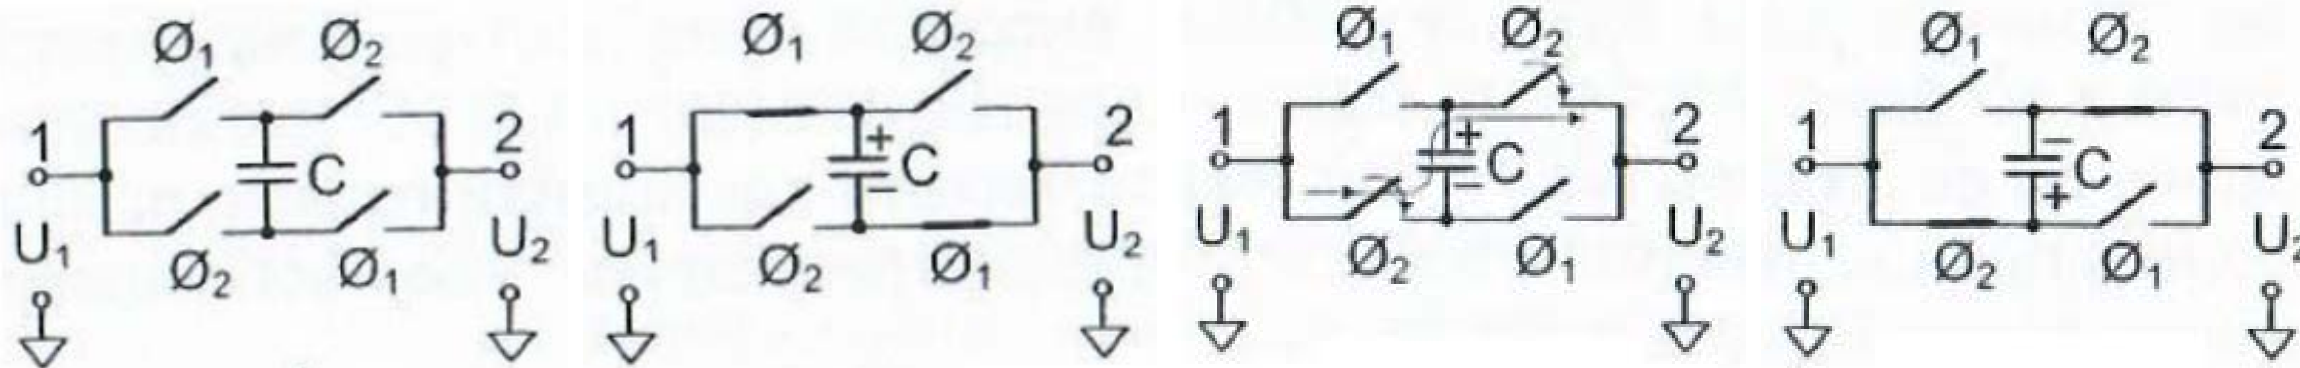 Ø₁ Ø₂
1 C 2
U₁ U₂
Ø₂ Ø₁
Ø₁ Ø₂
1 + C − 2
U₁ U₂
Ø₂ Ø₁
Ø₁ Ø₂
1 + C − 2
U₁ U₂
Ø₂ Ø₁
Ø₁ Ø₂
1 − C + 2
U₁ U₂
Ø₂ Ø₁